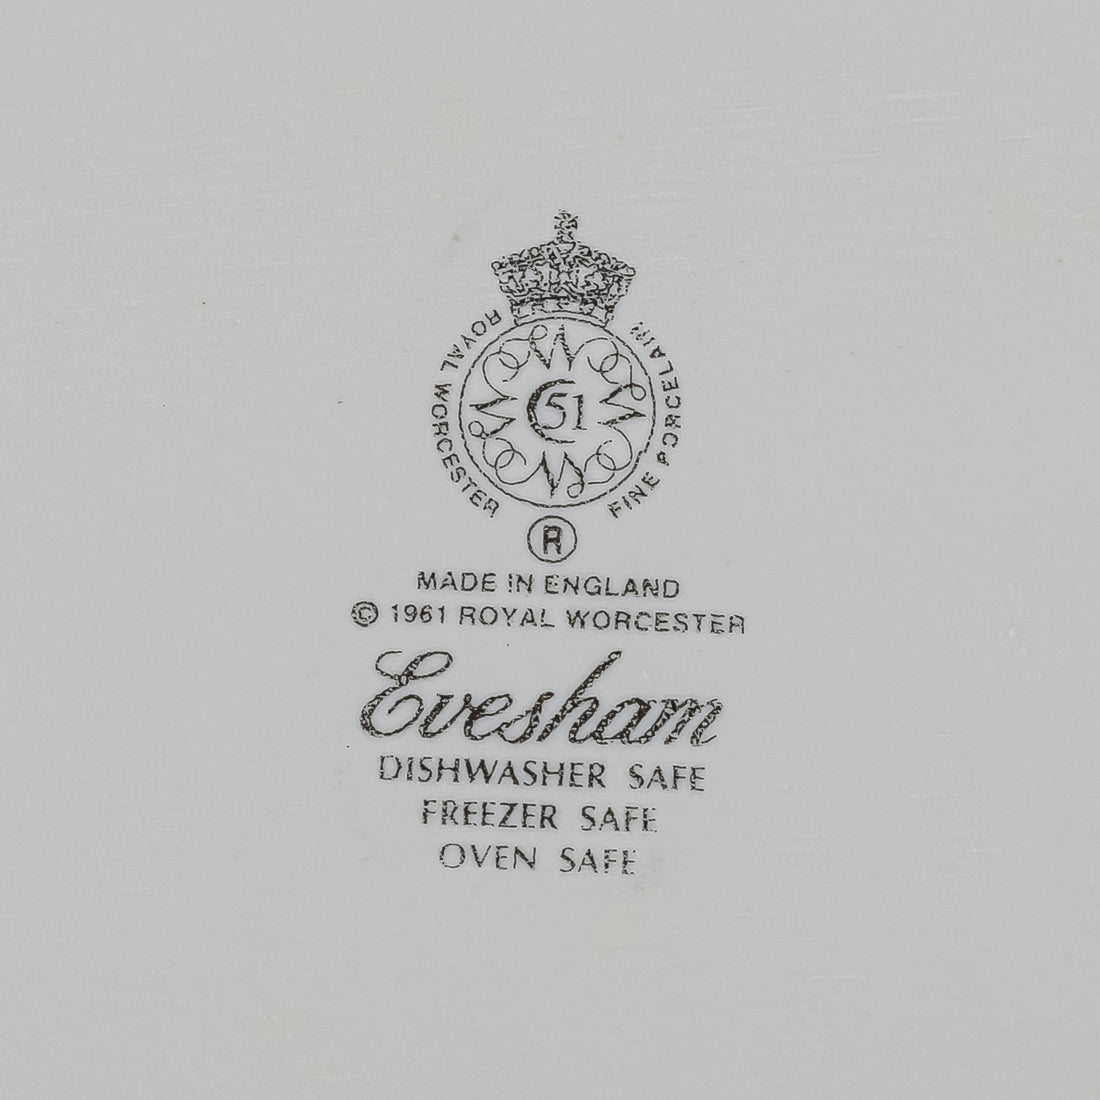 ROYAL WORCESTER
FINE PORCELAIN
51
®
MADE IN ENGLAND
© 1961 ROYAL WORCESTER
Evesham
DISHWASHER SAFE
FREEZER SAFE
OVEN SAFE